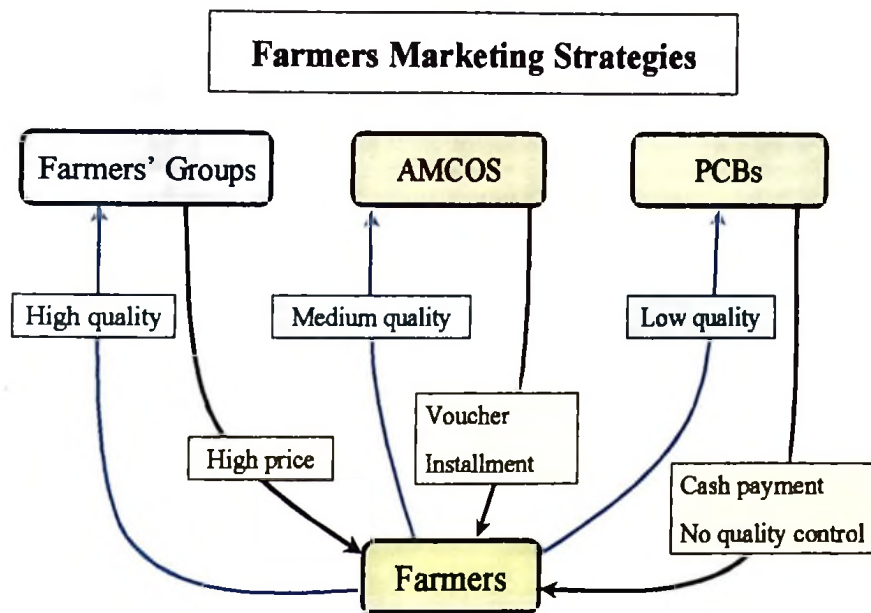 Farmers Marketing Strategies
Farmers' Groups
AMCOS
PCBs
High quality
Medium quality
Low quality
Voucher
Installment
High price
Cash payment
No quality control
Farmers